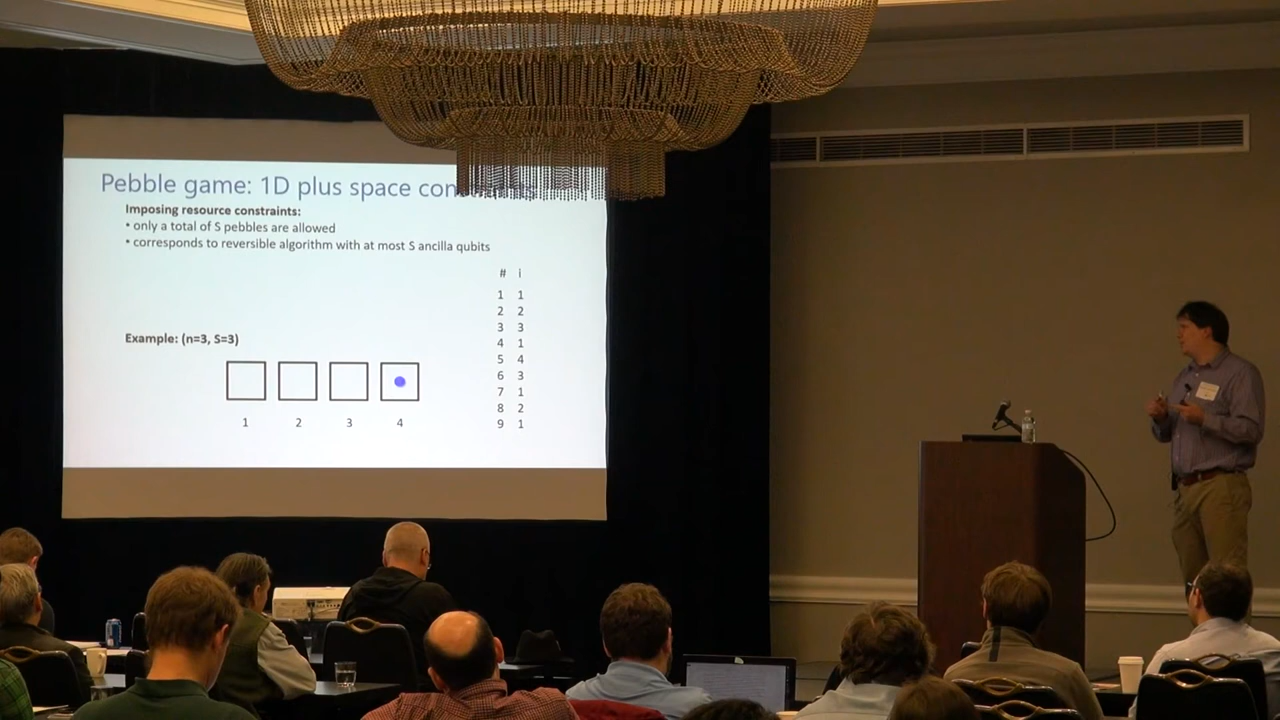 Pebble game: 1D plus space
Imposing resource constraints:
• only a total of S pebbles are allowed
• corresponds to reversible algorithm with at most S ancilla qubits
# i
1 1
2 2
3 3
4 1
5 4
6 3
7 1
8 2
9 1
Example: (n=3, S=3)
1 2 3 4